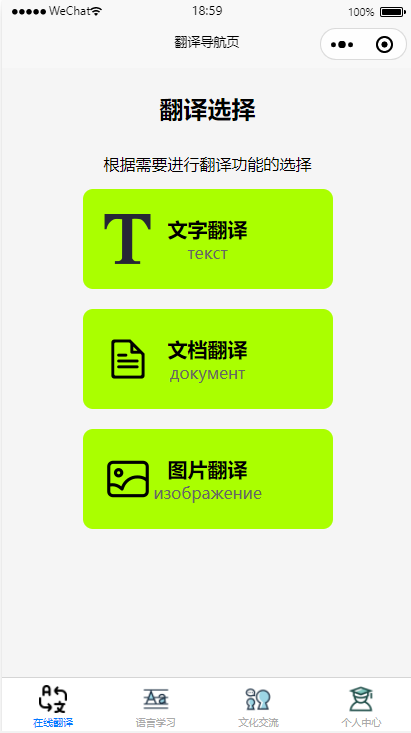 WeChat 18:59 100%
翻译导航页
翻译选择
根据需要进行翻译功能的选择
T
文字翻译
текст
文档翻译
документ
图片翻译
изображение
A 文 Aa
在线翻译 语言学习 文化交流 个人中心